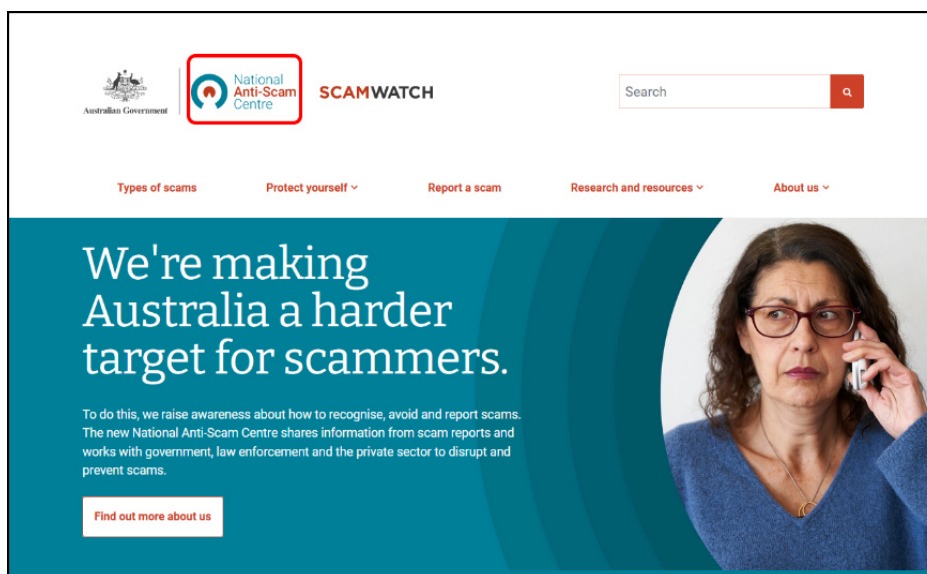 Australian Government
National
Anti-Scam
Centre
SCAMWATCH
Search
Types of scams
Protect yourself
Report a scam
Research and resources
About us
We're making
Australia a harder
target for scammers.
To do this, we raise awareness about how to recognise, avoid and report scams.
The new National Anti-Scam Centre shares information from scam reports and
works with government, law enforcement and the private sector to disrupt and
prevent scams.
Find out more about us